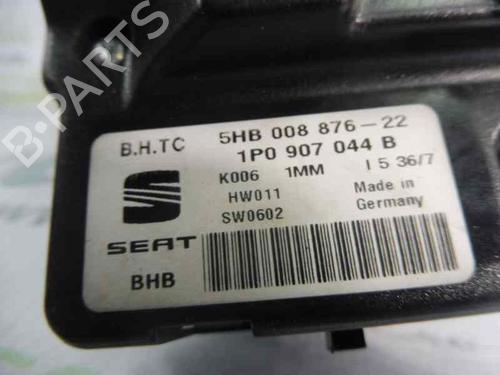 B.H.TC
5HB 008 876-22
1P0 907 044 B
K006 1MM I 5 36/7
HW011
SW0602
Made in
Germany
SEAT
BHB